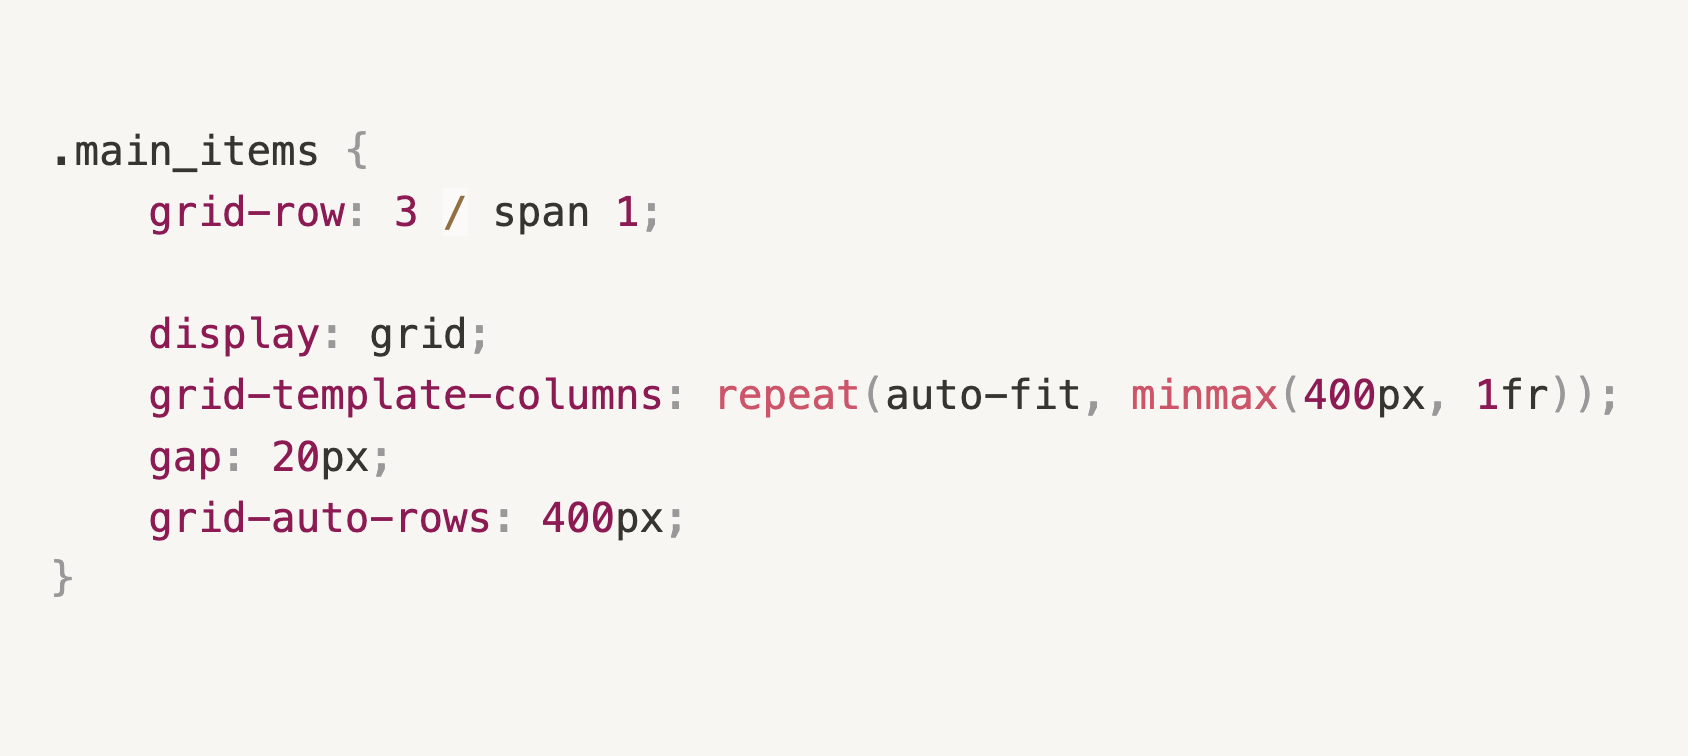 .main_items {
    grid-row: 3 / span 1;

    display: grid;
    grid-template-columns: repeat(auto-fit, minmax(400px, 1fr));
    gap: 20px;
    grid-auto-rows: 400px;
}